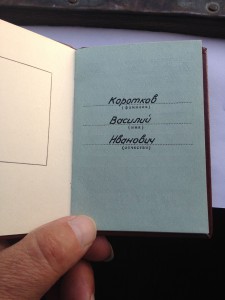 Коротков
(фамилия)
Василий
(имя)
Иванович
(отчество)